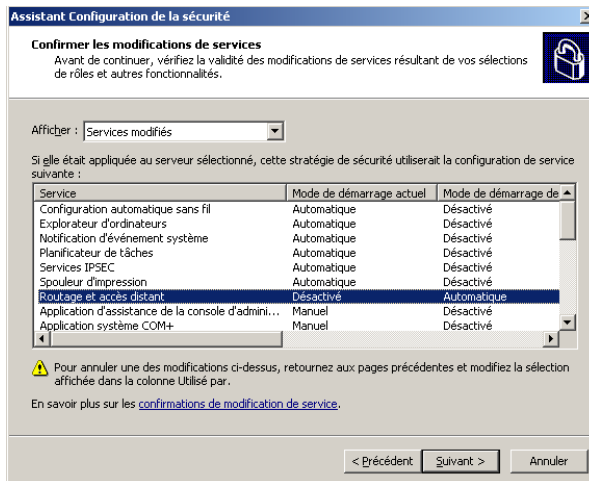 Assistant Configuration de la sécurité
Confirmer les modifications de services
Avant de continuer, vérifiez la validité des modifications de services résultant de vos sélections
de rôles et autres fonctionnalités.
Afficher : Services modifiés
Si elle était appliquée au serveur sélectionné, cette stratégie de sécurité utiliserait la configuration de service
suivante :
Service Mode de démarrage actuel Mode de démarrage de
Configuration automatique sans fil Automatique Désactivé
Explorateur d'ordinateurs Automatique Désactivé
Notification d'événement système Automatique Désactivé
Planificateur de tâches Automatique Désactivé
Services IPSEC Automatique Désactivé
Spouleur d'impression Automatique Désactivé
Routage et accès distant Désactivé Automatique
Application d'assistance de la console d'admini... Manuel Désactivé
Application système COM+ Manuel Désactivé
Pour annuler une des modifications ci-dessus, retournez aux pages précédentes et modifiez la sélection
affichée dans la colonne Utilisé par.
En savoir plus sur les confirmations de modification de service.
< Précédent Suivant > Annuler